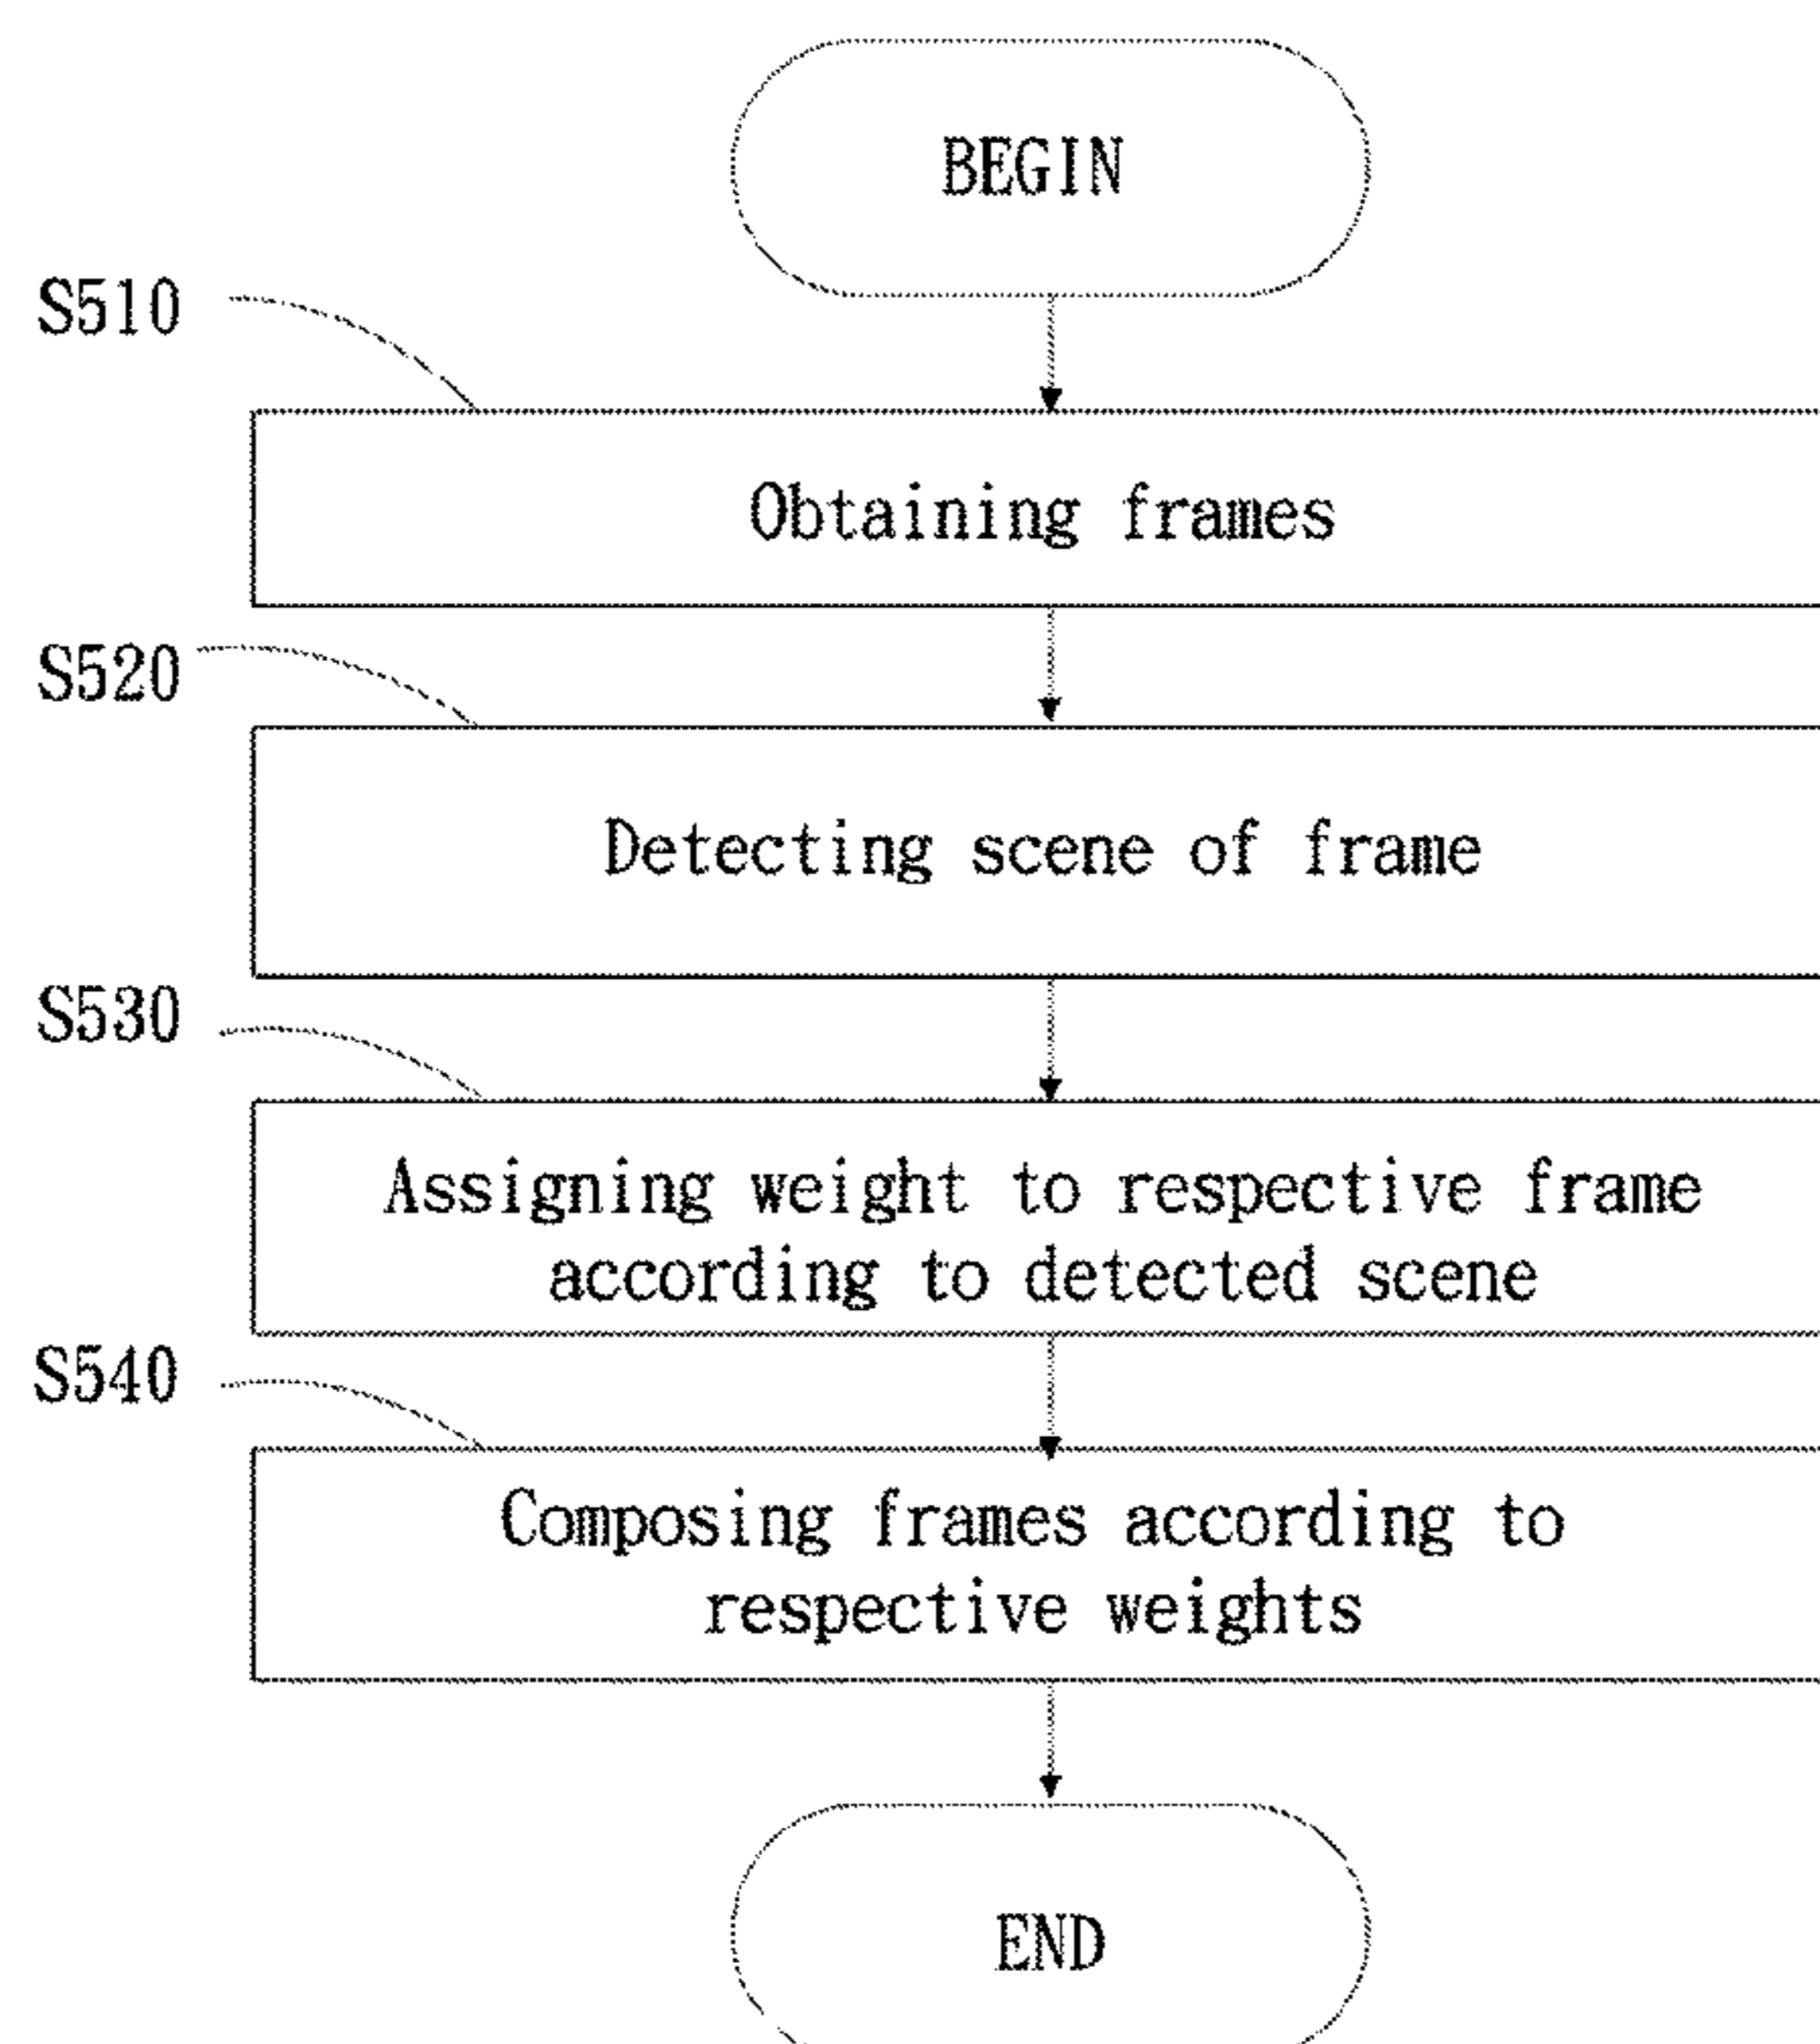 BEGIN
S510
Obtaining frames
S520
Detecting scene of frame
S530
Assigning weight to respective frame
according to detected scene
S540
Composing frames according to
respective weights
END